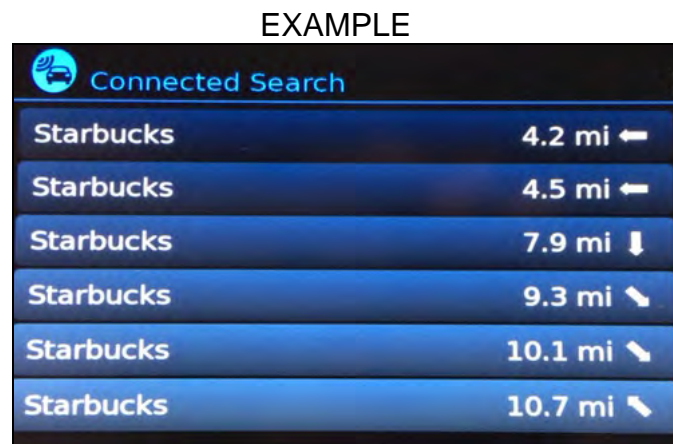 EXAMPLE
Connected Search
Starbucks 4.2 mi
Starbucks 4.5 mi
Starbucks 7.9 mi
Starbucks 9.3 mi
Starbucks 10.1 mi
Starbucks 10.7 mi